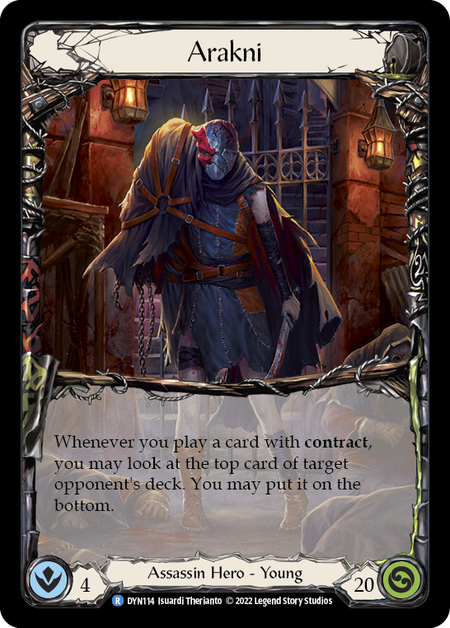 Arakni
Whenever you play a card with contract,
you may look at the top card of target
opponent's deck. You may put it on the
bottom.
4
Assassin Hero - Young
20
R DYN114 Isuardi Therianto © 2022 Legend Story Studios